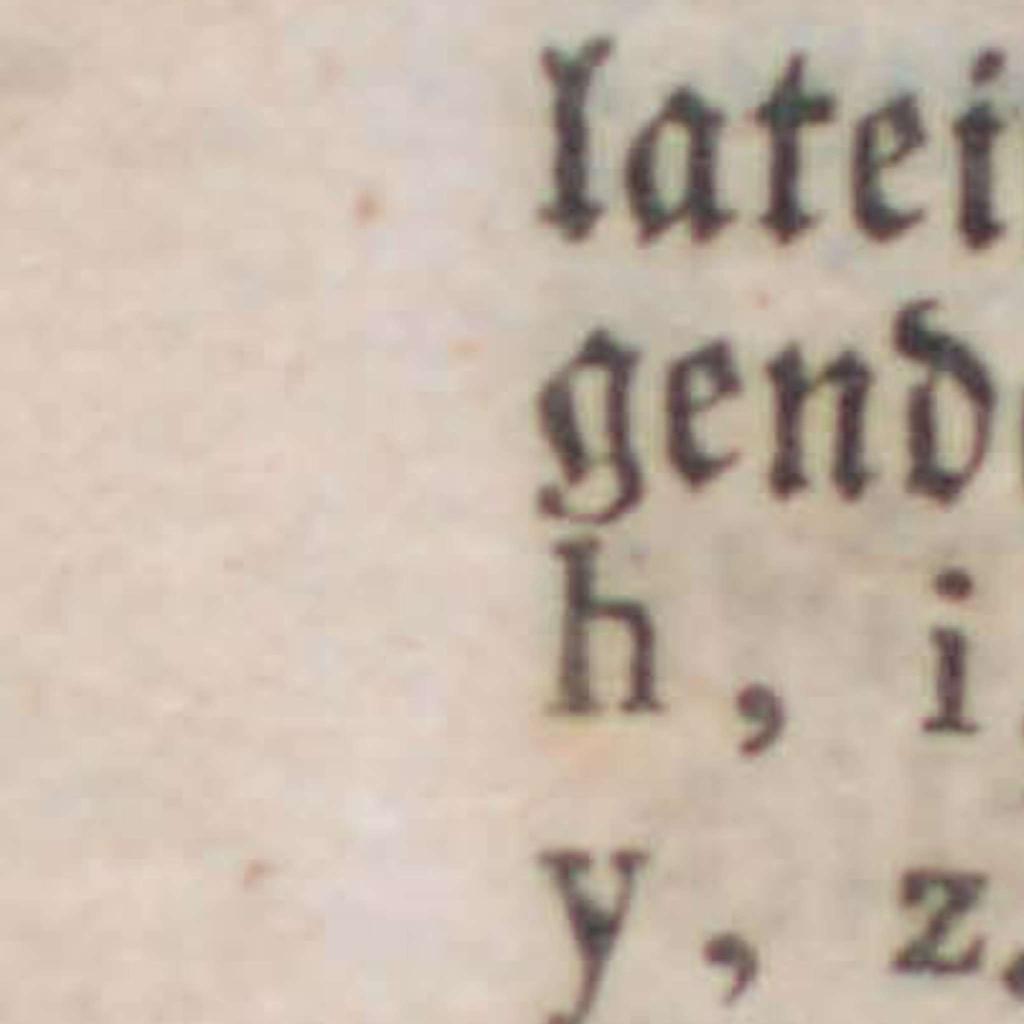 latei
gend
h, i
y, z.